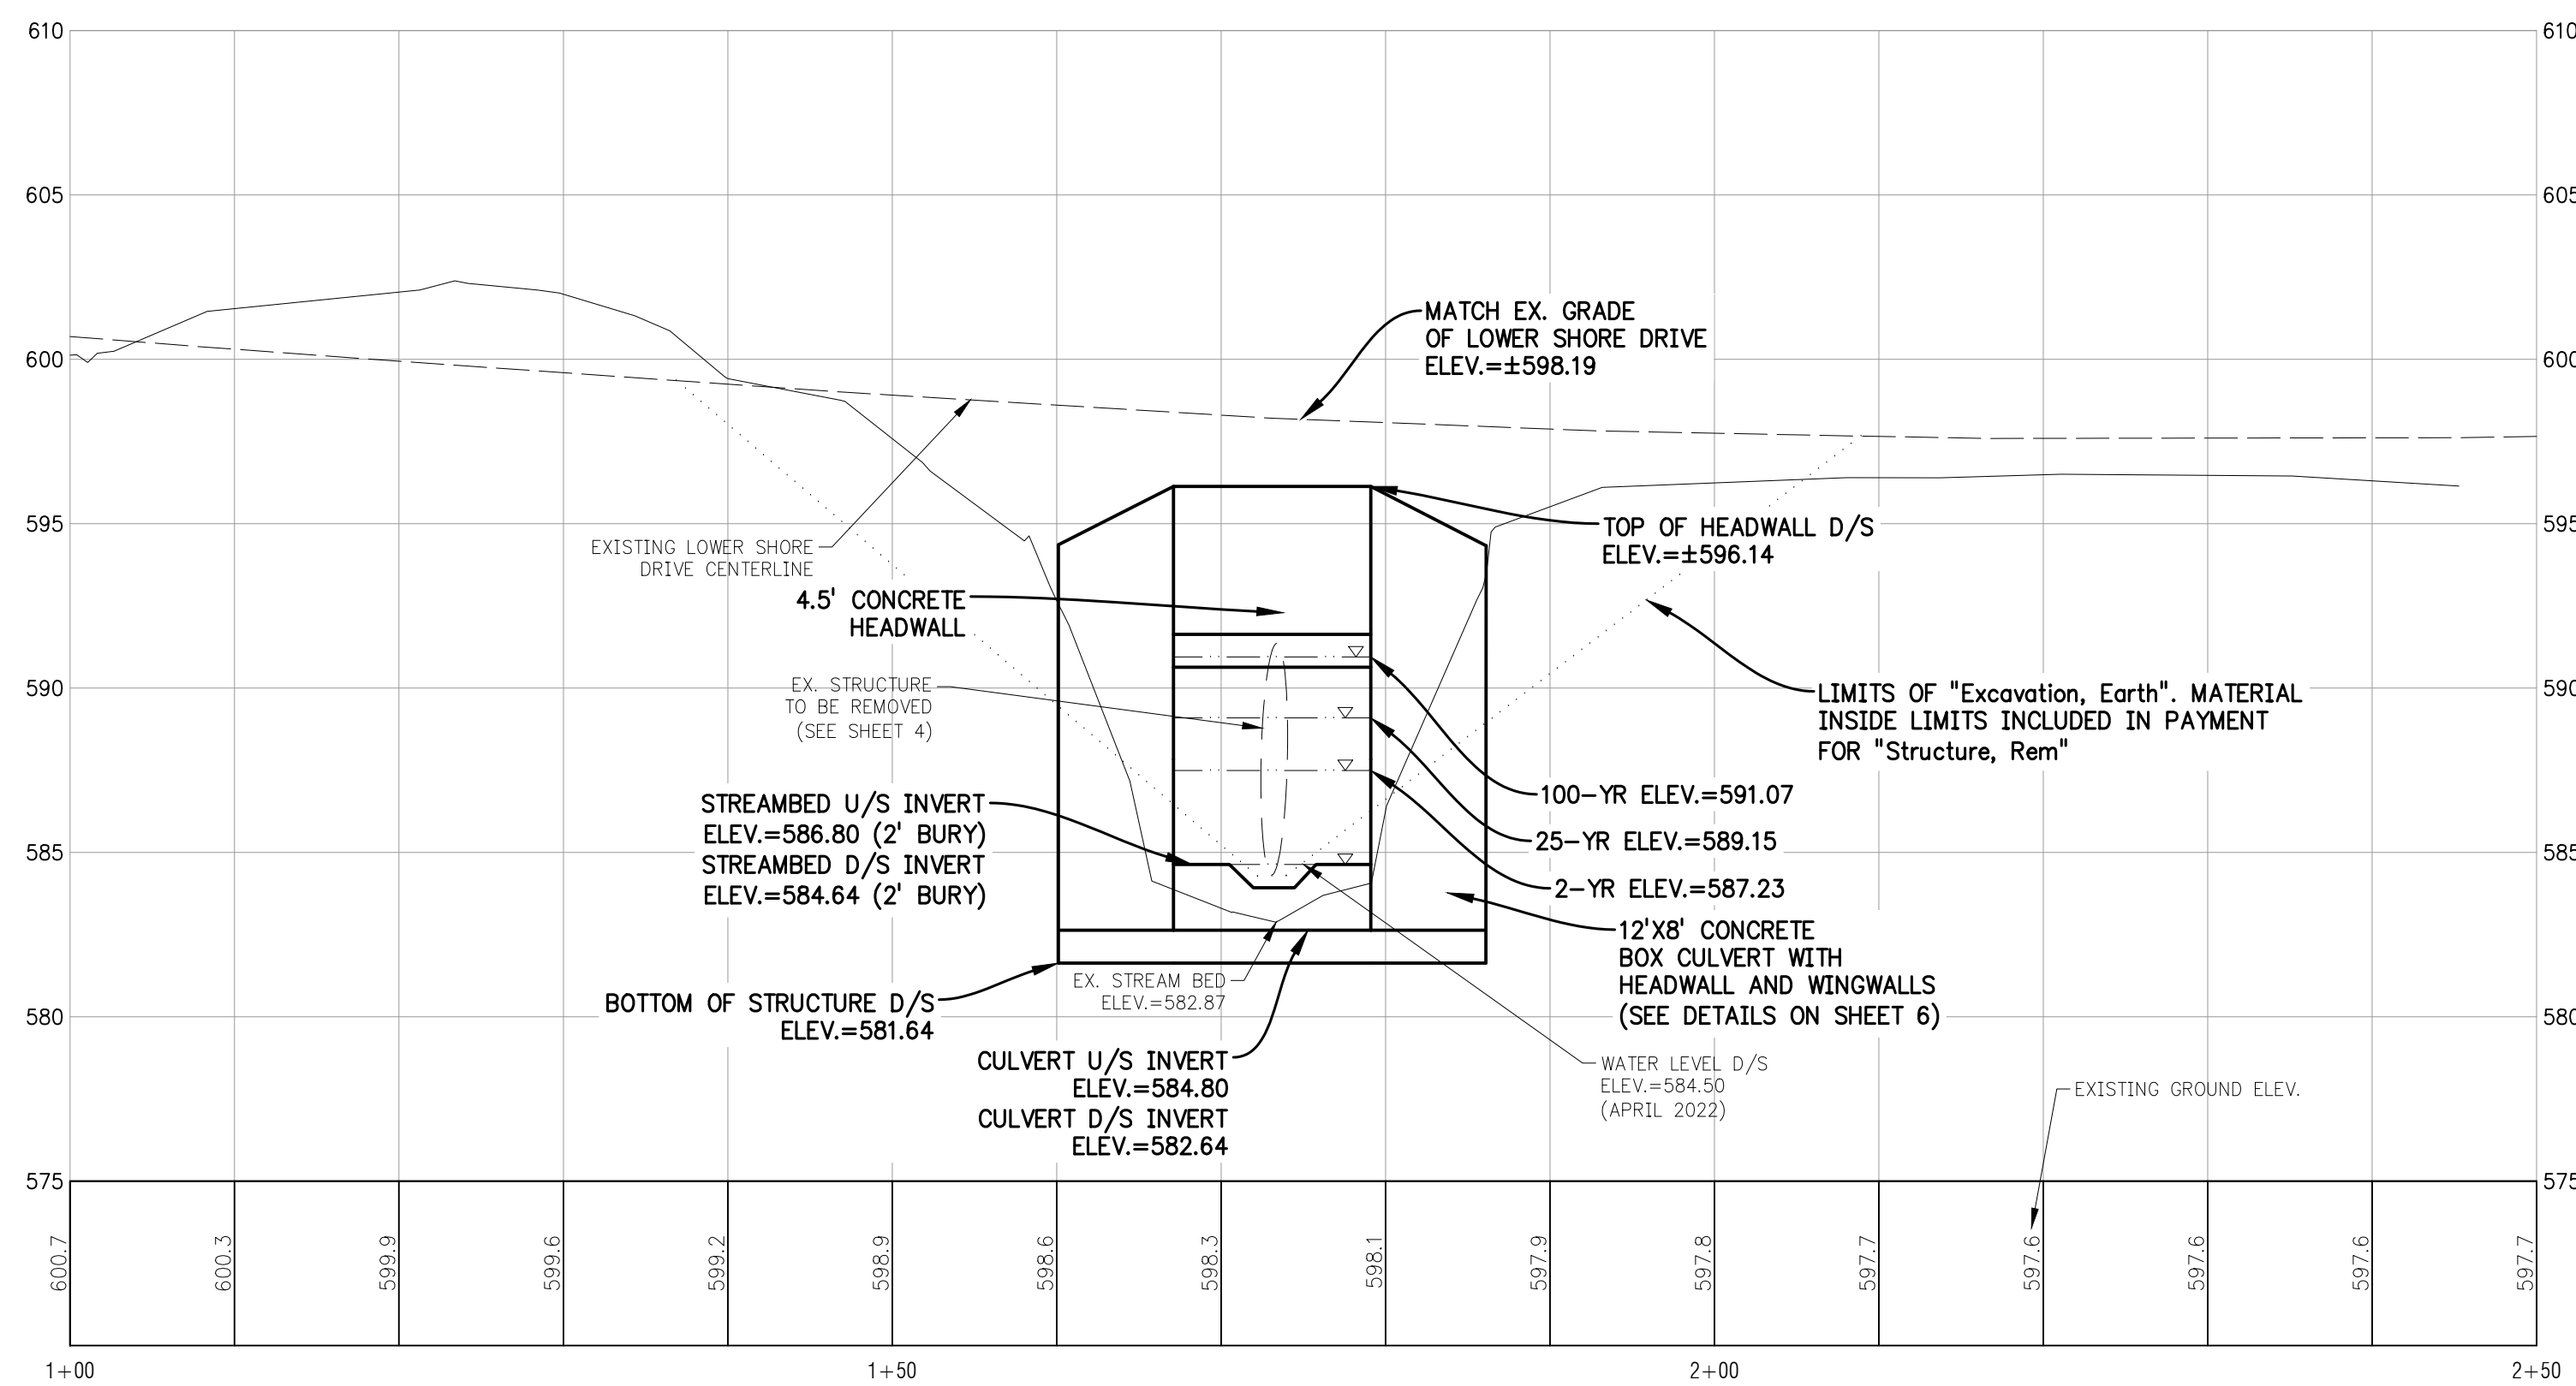 610
610
605
605
600
600
595
595
590
590
585
585
580
580
575
575
MATCH EX. GRADE
OF LOWER SHORE DRIVE
ELEV.=±598.19
TOP OF HEADWALL D/S
ELEV.=±596.14
EXISTING LOWER SHORE
DRIVE CENTERLINE
4.5' CONCRETE
HEADWALL
EX. STRUCTURE
TO BE REMOVED
(SEE SHEET 4)
LIMITS OF "Excavation, Earth". MATERIAL
INSIDE LIMITS INCLUDED IN PAYMENT
FOR "Structure, Rem"
STREAMBED U/S INVERT
ELEV.=586.80 (2' BURY)
STREAMBED D/S INVERT
ELEV.=584.64 (2' BURY)
100-YR ELEV.=591.07
25-YR ELEV.=589.15
2-YR ELEV.=587.23
12'X8' CONCRETE
BOX CULVERT WITH
HEADWALL AND WINGWALLS
(SEE DETAILS ON SHEET 6)
BOTTOM OF STRUCTURE D/S
ELEV.=581.64
EX. STREAM BED
ELEV.=582.87
CULVERT U/S INVERT
ELEV.=584.80
CULVERT D/S INVERT
ELEV.=582.64
WATER LEVEL D/S
ELEV.=584.50
(APRIL 2022)
EXISTING GROUND ELEV.
600.7
600.3
599.9
599.6
599.2
598.9
598.6
598.3
598.1
597.9
597.8
597.7
597.6
597.6
597.6
597.7
1+00
1+50
2+00
2+50